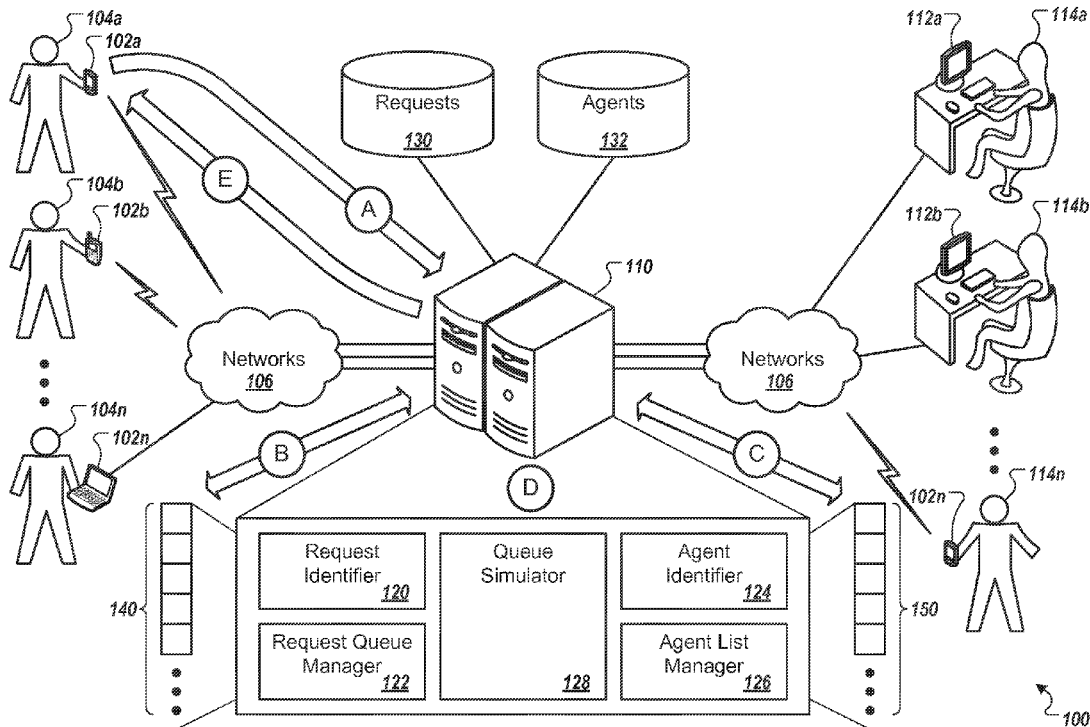 104a
102a
112a
114a
Requests
130
Agents
132
E
A
104b
102b
112b
114b
110
Networks
106
Networks
106
104n
102n
B
C
D
102n
114n
140
Request
Identifier
120
Queue
Simulator
128
Agent
Identifier
124
150
Request Queue
Manager
122
Agent List
Manager
126
100